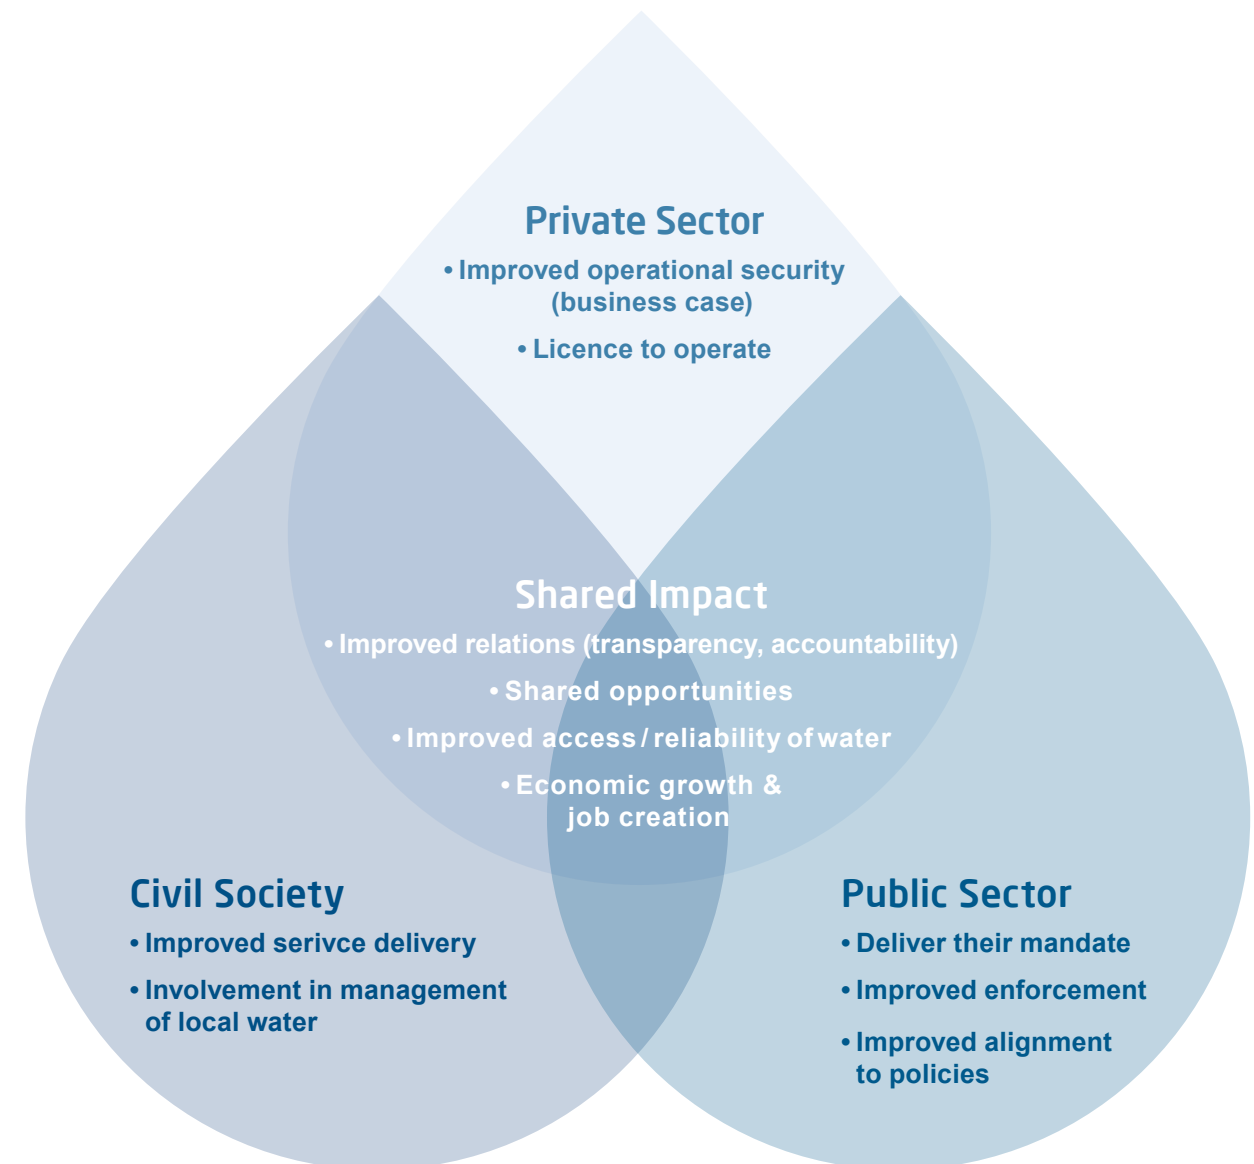 Private Sector
• Improved operational security
(business case)
• Licence to operate
Shared Impact
• Improved relations (transparency, accountability)
• Shared opportunities
• Improved access / reliability of water
• Economic growth &
job creation
Civil Society
• Improved serivce delivery
• Involvement in management
of local water
Public Sector
• Deliver their mandate
• Improved enforcement
• Improved alignment
to policies